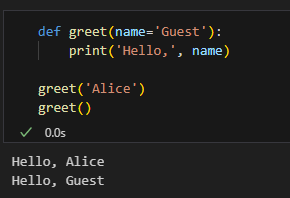 def greet(name='Guest'):
    print('Hello,', name)
greet('Alice')
greet()
0.0s
Hello, Alice
Hello, Guest